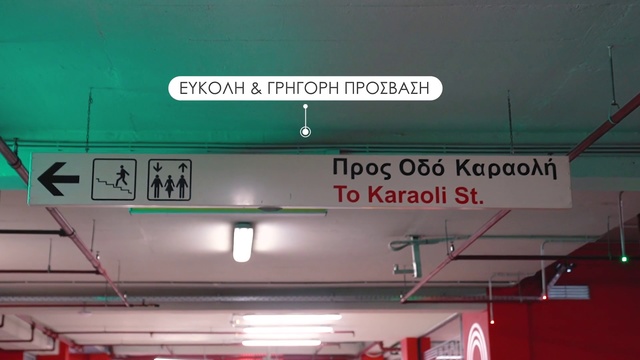 ΕΥΚΟΛΗ & ΓΡΗΓΟΡΗ ΠΡΟΣΒΑΣΗ
Προς Οδό Καραολή
To Karaoli St.